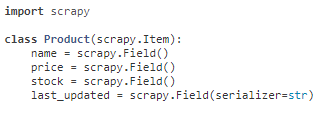 import scrapy

class Product(scrapy.Item):
    name = scrapy.Field()
    price = scrapy.Field()
    stock = scrapy.Field()
    last_updated = scrapy.Field(serializer=str)